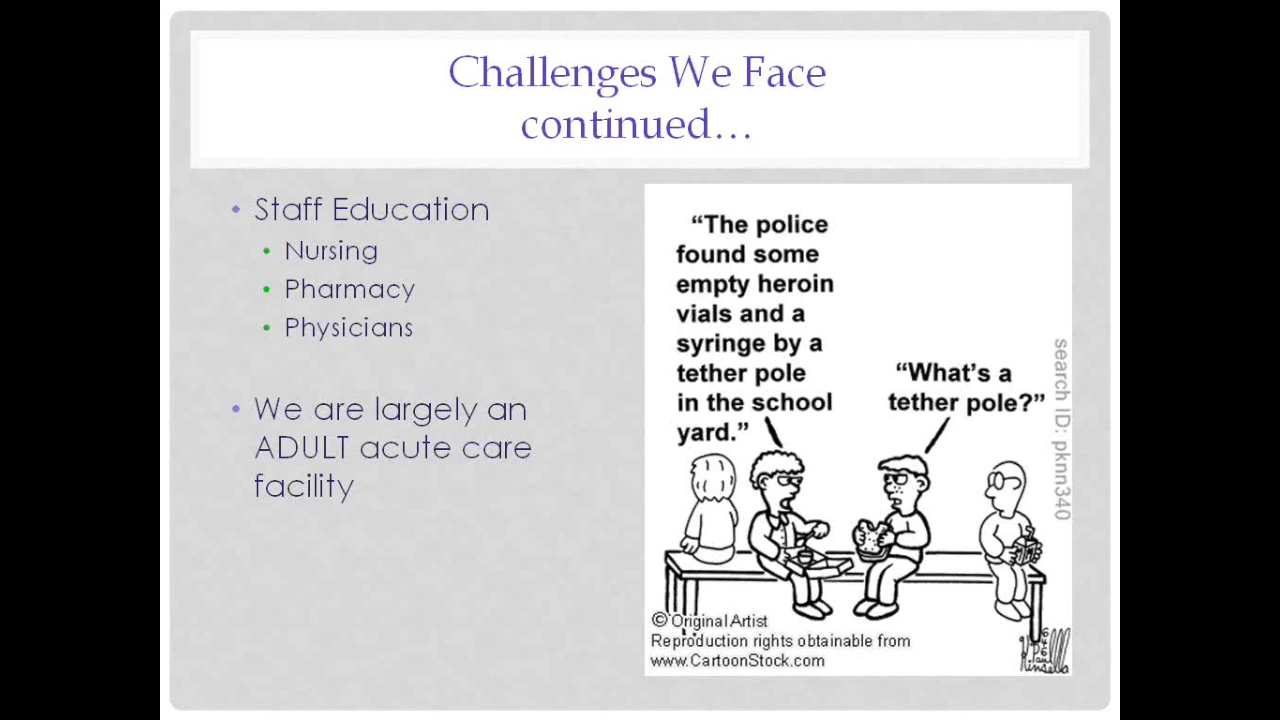 Challenges We Face
continued…
• Staff Education
• Nursing
• Pharmacy
• Physicians
• We are largely an
ADULT acute care
facility
“The police
found some
empty heroin
vials and a
syringe by a
tether pole
in the school
yard.”
“What’s a
tether pole?”
search ID: pknn340
© Original Artist
Reproduction rights obtainable from
www.CartoonStock.com
Paul
Kinsella